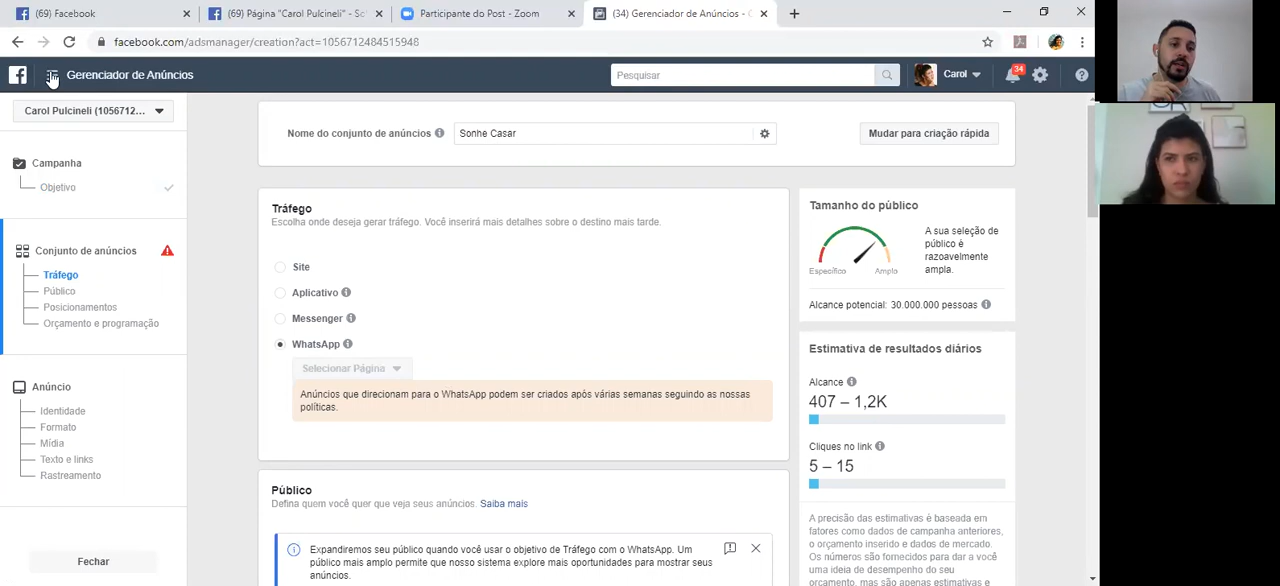 (69) Facebook
(69) Página "Carol Pulcineli" - So
Participante do Post - Zoom
(34) Gerenciador de Anúncios -
facebook.com/adsmanager/creation?act=1056712484515948
Gerenciador de Anúncios
Pesquisar
Carol
34
Carol Pulcineli (1056712...
Campanha
Objetivo
Conjunto de anúncios
Tráfego
Público
Posicionamentos
Orçamento e programação
Anúncio
Identidade
Formato
Mídia
Texto e links
Rastreamento
Fechar
Nome do conjunto de anúncios
Sonhe Casar
Mudar para criação rápida
Tráfego
Escolha onde deseja gerar tráfego. Você inserirá mais detalhes sobre o destino mais tarde.
Site
Aplicativo
Messenger
WhatsApp
Selecionar Página
Anúncios que direcionam para o WhatsApp podem ser criados após várias semanas seguindo as nossas
políticas.
Público
Defina quem você quer que veja seus anúncios. Saiba mais
Expandiremos seu público quando você usar o objetivo de Tráfego com o WhatsApp. Um
público mais amplo permite que nosso sistema explore mais oportunidades para mostrar seus
anúncios.
Tamanho do público
Específico
Amplo
A sua seleção de
público é
razoavelmente
ampla.
Alcance potencial: 30.000.000 pessoas
Estimativa de resultados diários
Alcance
407 – 1,2K
Cliques no link
5 – 15
A precisão das estimativas é baseada em
fatores como dados de campanha anteriores,
o orçamento inserido e dados de mercado.
Os números são fornecidos para dar a você
uma ideia de desempenho do seu
orçamento, mas são apenas estimativas e